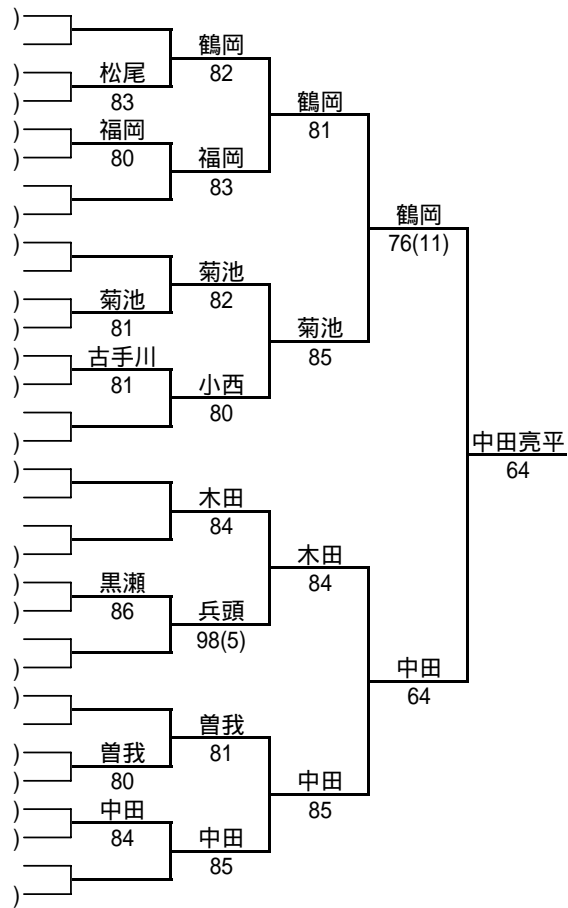 )
鶴岡
)
松尾
82
)
83
鶴岡
)
福岡
81
)
80
福岡
83
)
鶴岡
)
76(11)
菊池
)
菊池
82
)
81
菊池
)
古手川
85
)
81
小西
80
)
中田亮平
)
64
木田
84
)
木田
)
黒瀬
84
)
86
兵頭
98(5)
)
中田
)
64
曽我
)
曽我
81
)
80
中田
)
中田
85
)
84
中田
85
)